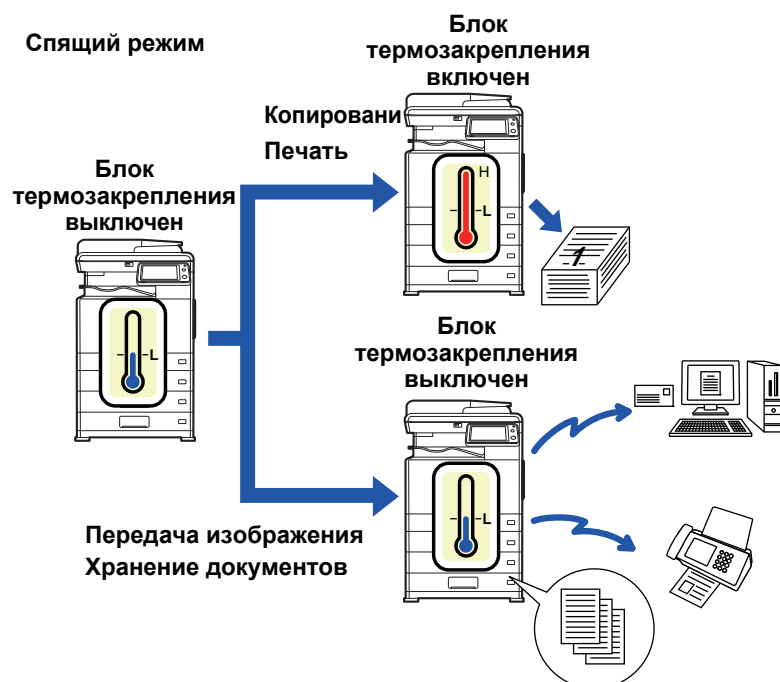 Спящий режим
Блок
термозакрепления
включен
Копировани
Печать
Блок
термозакрепления
выключен
H
L
1
L
Блок
термозакрепления
выключен
L
Передача изображения
Хранение документов